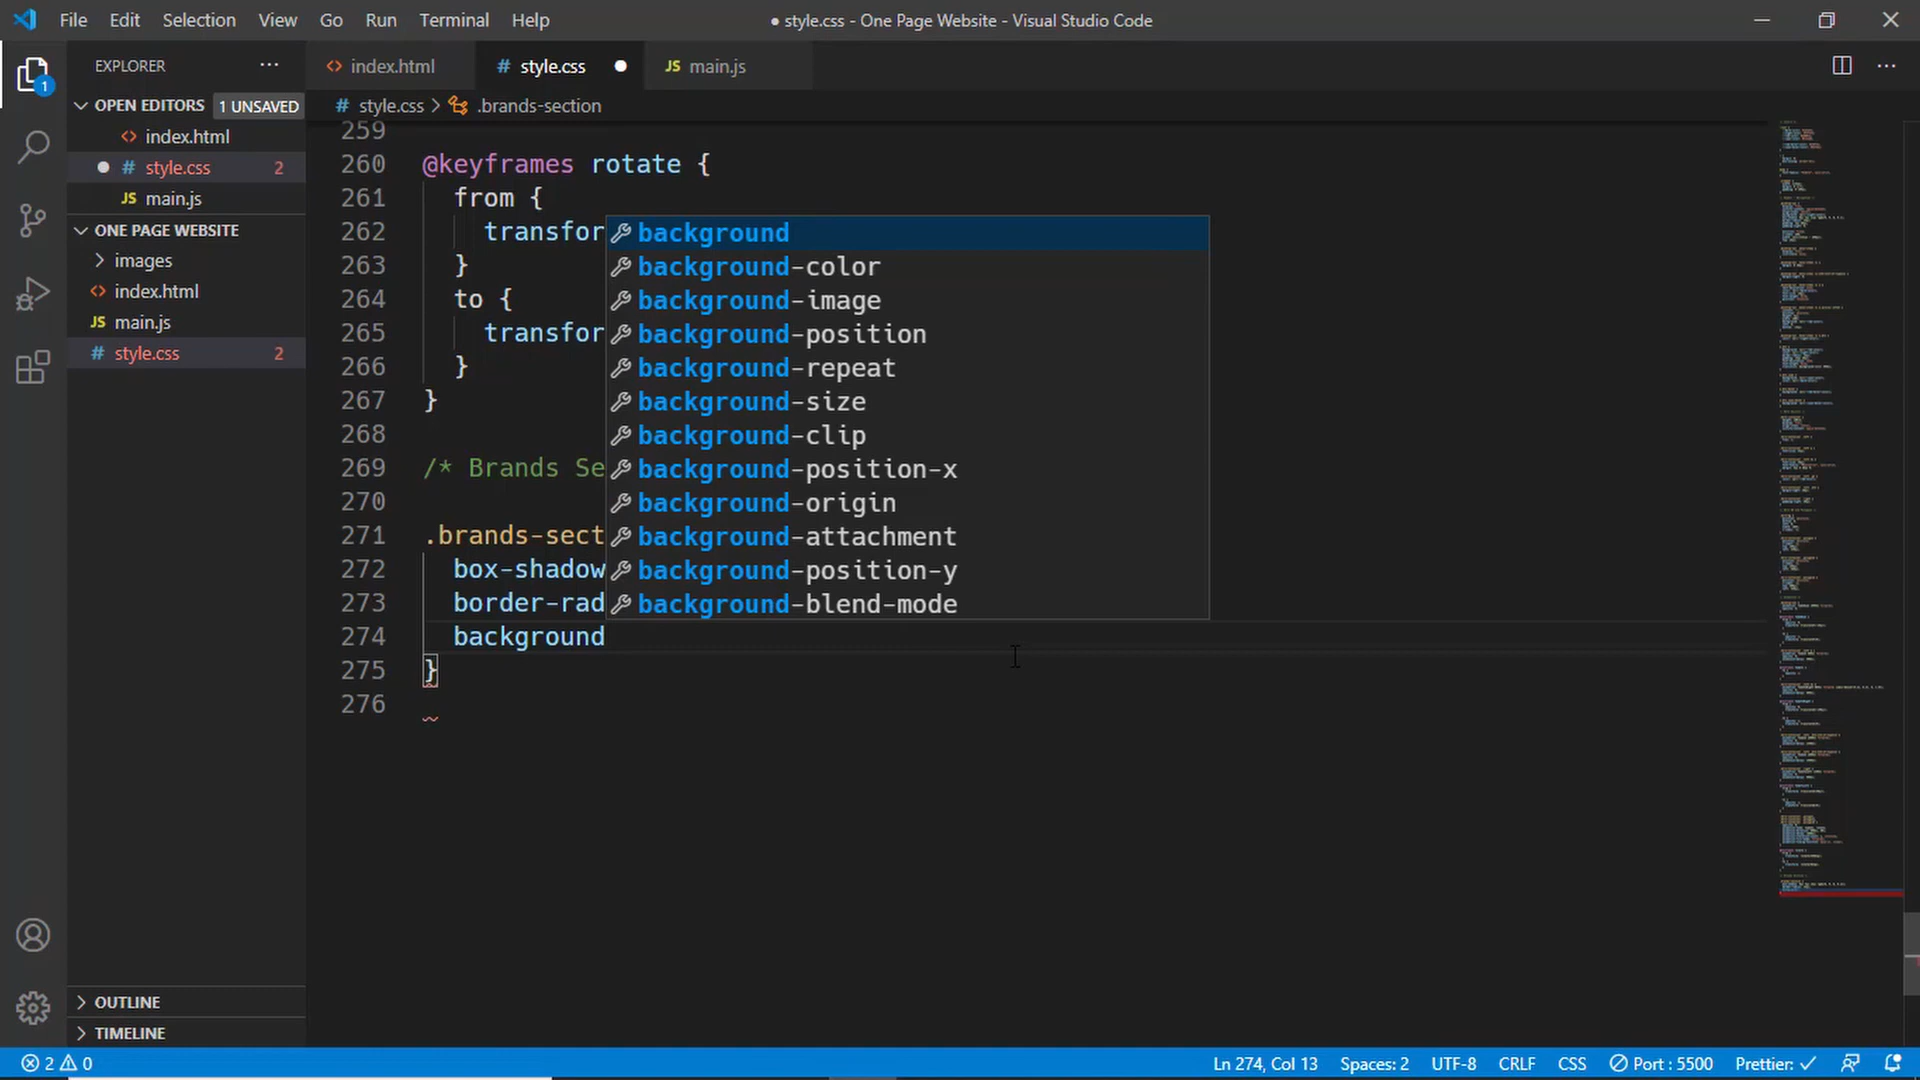 File Edit Selection View Go Run Terminal Help
● style.css - One Page Website - Visual Studio Code
EXPLORER
index.html
style.css
main.js
OPEN EDITORS
1 UNSAVED
# style.css > .brands-section
index.html
# style.css 2
JS main.js
ONE PAGE WEBSITE
images
index.html
JS main.js
# style.css 2
259
260 @keyframes rotate {
261 from {
262 transfor
263 }
264 to {
265 transfor
266 }
267 }
268
269 /* Brands Se
270
271 .brands-sect
272 box-shadow
273 border-rad
274 background
275 }
276
background
background-color
background-image
background-position
background-repeat
background-size
background-clip
background-position-x
background-origin
background-attachment
background-position-y
background-blend-mode
OUTLINE
TIMELINE
2 0
Ln 274, Col 13 Spaces: 2 UTF-8 CRLF CSS Port : 5500 Prettier: ✓